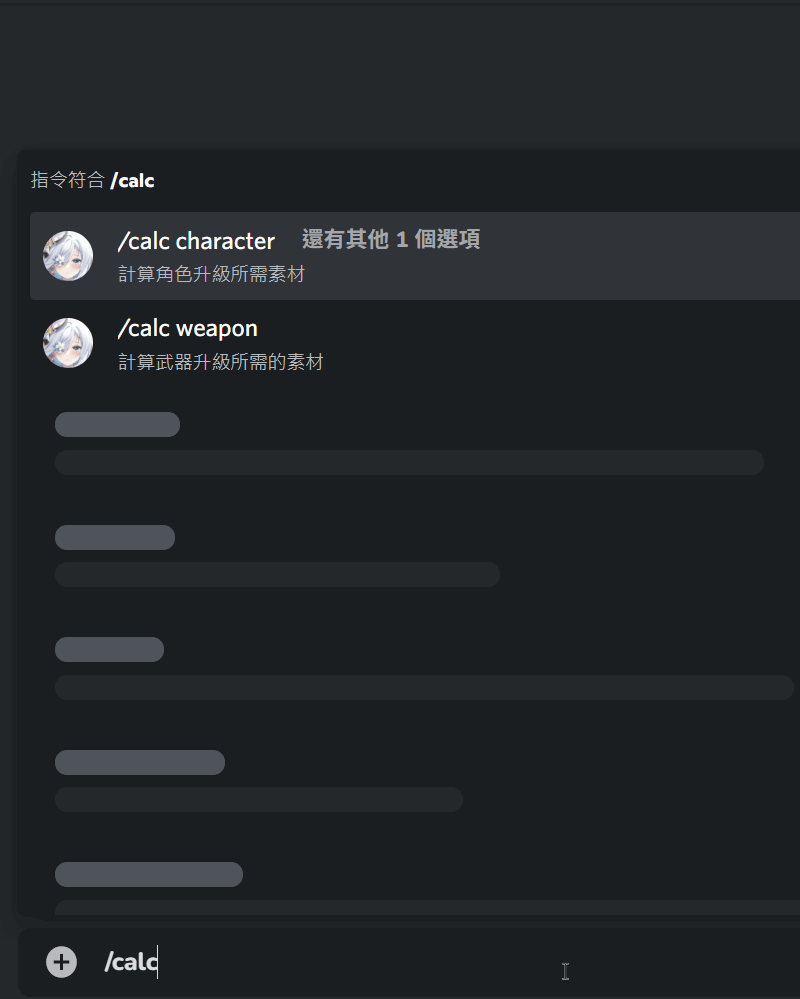 指令符合 /calc
/calc character 還有其他 1 個選項
計算角色升級所需素材
/calc weapon
計算武器升級所需的素材
/calc